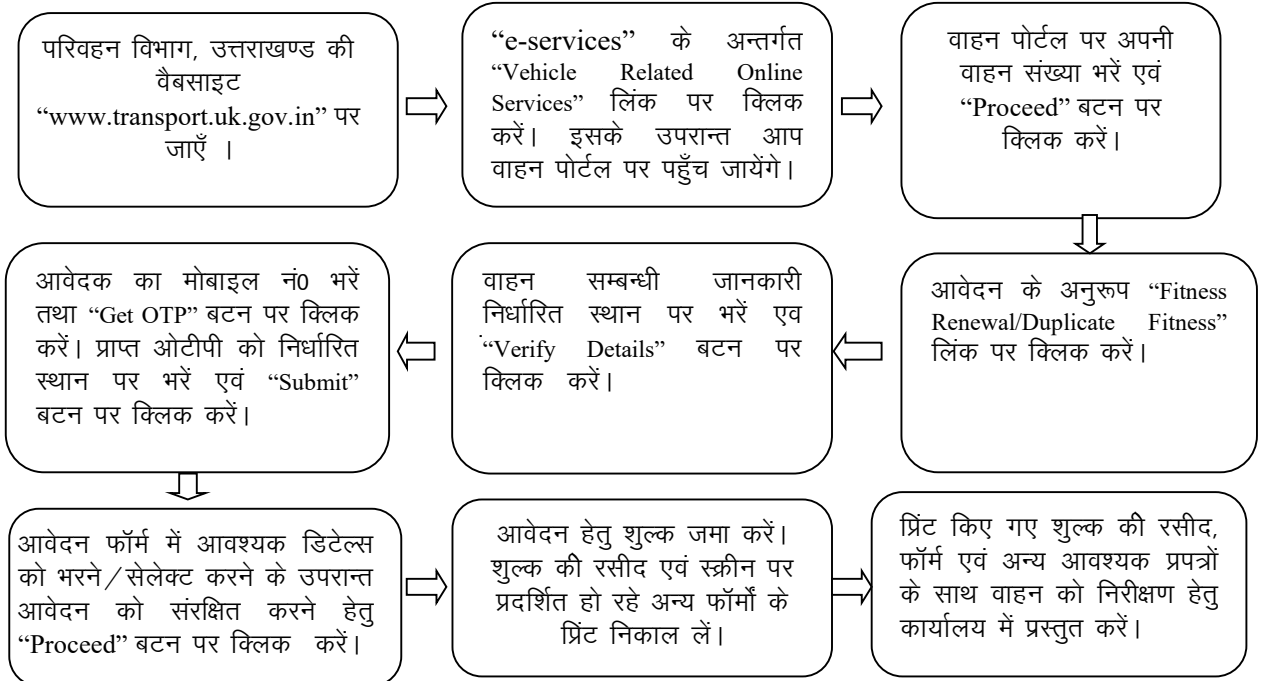 परिवहन विभाग, उत्तराखण्ड की
वैबसाइट
“www.transport.uk.gov.in” पर
जाएँ ।
“e-services” के अन्तर्गत
“Vehicle Related Online
Services” लिंक पर क्लिक
करें। इसके उपरान्त आप
वाहन पोर्टल पर पहुँच जायेंगे।
वाहन पोर्टल पर अपनी
वाहन संख्या भरें एवं
“Proceed” बटन पर
क्लिक करें।
आवेदन के अनुरूप “Fitness
Renewal/Duplicate Fitness”
लिंक पर क्लिक करें।
वाहन सम्बन्धी जानकारी
निर्धारित स्थान पर भरें एव
“Verify Details” बटन पर
क्लिक करें।
आवेदक का मोबाइल नं0 भरें
तथा “Get OTP” बटन पर क्लिक
करें। प्राप्त ओटीपी को निर्धारित
स्थान पर भरें एवं “Submit”
बटन पर क्लिक करें।
आवेदन फॉर्म में आवश्यक डिटेल्स
को भरने/सेलेक्ट करने के उपरान्त
आवेदन को संरक्षित करने हेतु
“Proceed” बटन पर क्लिक करें।
आवेदन हेतु शुल्क जमा करें।
शुल्क की रसीद एवं स्क्रीन पर
प्रदर्शित हो रहे अन्य फॉर्मों के
प्रिंट निकाल लें।
प्रिंट किए गए शुल्क की रसीद,
फॉर्म एवं अन्य आवश्यक प्रपत्रों
के साथ वाहन को निरीक्षण हेतु
कार्यालय में प्रस्तुत करें।